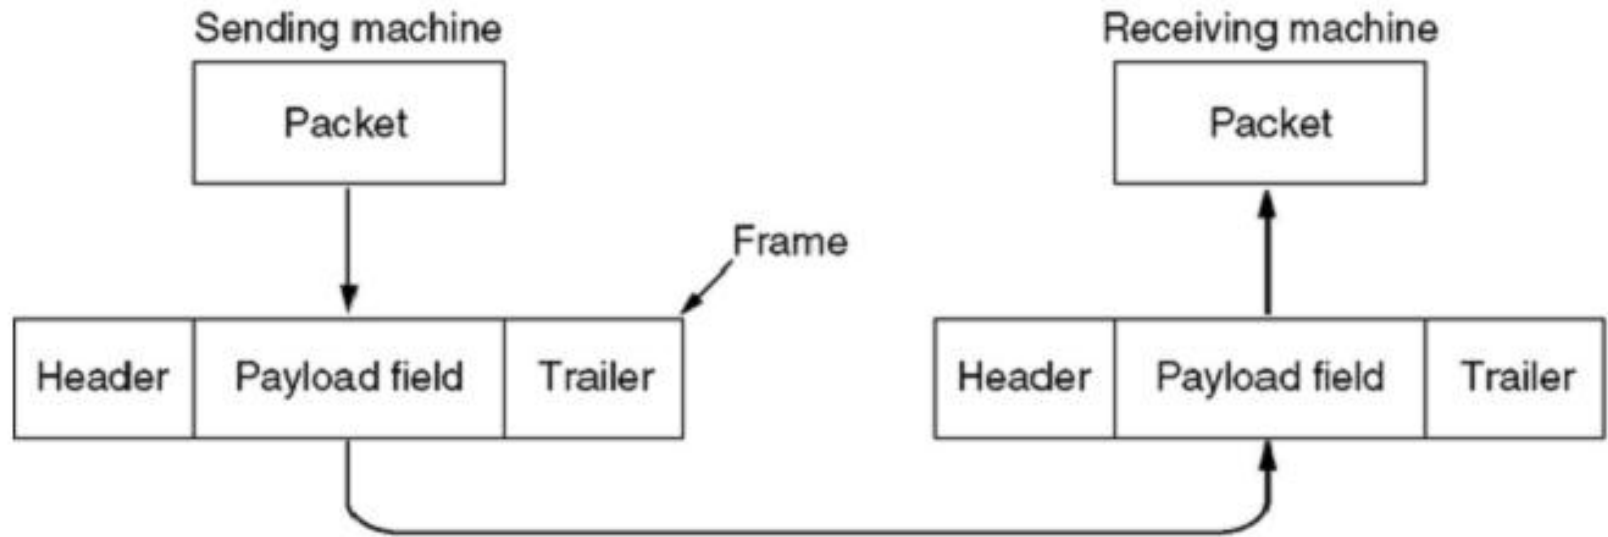 Sending machine
Receiving machine
Packet
Packet
Frame
Header
Payload field
Trailer
Header
Payload field
Trailer